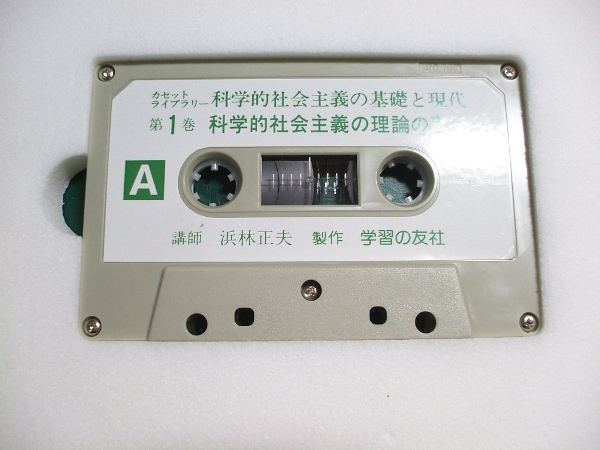 カセット
ライブラリー 科学的社会主義の基礎と現代
第1巻 科学的社会主義の理論の
A
講師 浜林正夫 製作 学習の友社